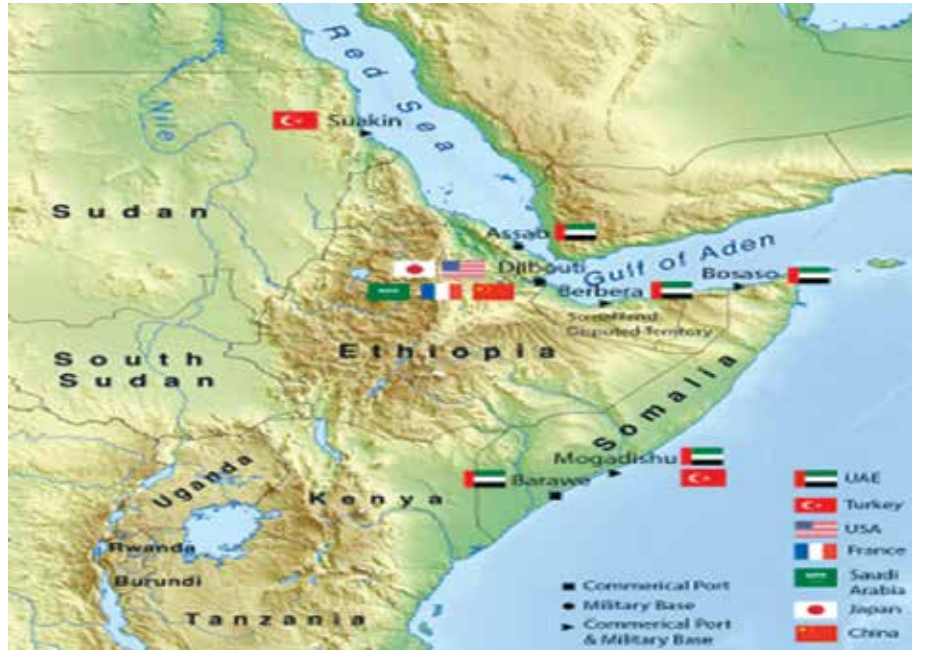 Red Sea
Nile
Suakin
Sudan
Assab
Djibouti
Gulf of Aden
Bosaso
Berbera
Somaliland
Disputed Territory
Ethiopia
South
Sudan
Somalia
Mogadishu
Barawe
Uganda
Kenya
Rwanda
Burundi
Tanzania
UAE
Turkey
USA
France
Saudi
Arabia
Japan
China
Commerical Port
Military Base
Commerical Port
& Military Base